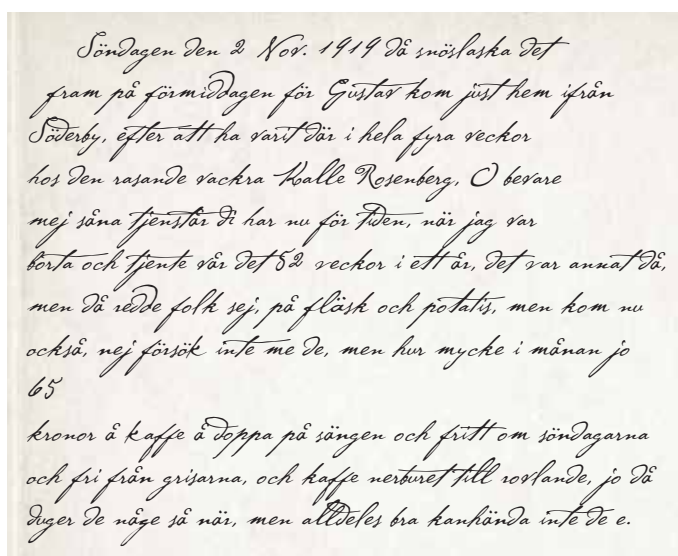 Söndagen den 2 Nov. 1919 då snöslaska det
fram på förmiddagen för Gustav kom just hem ifrån
Söderby, efter att ha varit där i hela fyra veckor
hos den rasande vackra Kalle Rosenberg, O bevare
mej såna tjenstår di har nu för tiden, när jag var
borta och tjente vår det 52 veckor i ett år, det var annat då,
men då redde folk sej, på fläsk och potatis, men kom nu
också, nej försök inte me de, men hur mycke i månan jo
65
kronor å kaffe å doppa på sängen och fritt om söndagarna
och fri från grisarna, och kaffe nerburet till rovlande, jo då
duger de någe så när, men alldeles bra kanhända inte de e.